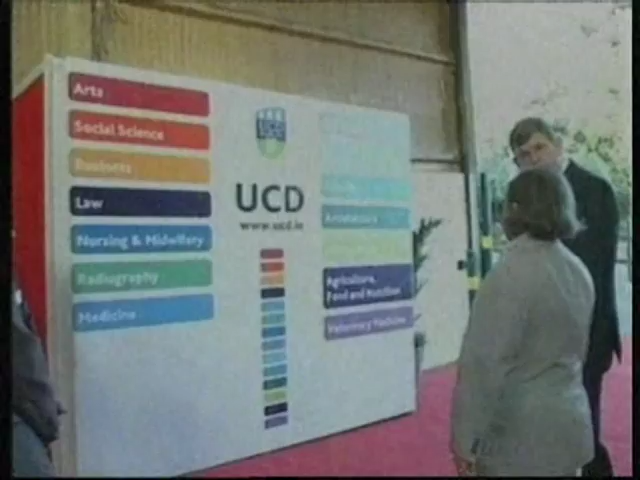 Arts
Social Science
Business
Law
Nursing & Midwifery
Radiography
Medicine
UCD
UCD
www.ucd.ie
Agriculture,
Food and Nutrition
Veterinary Medicine